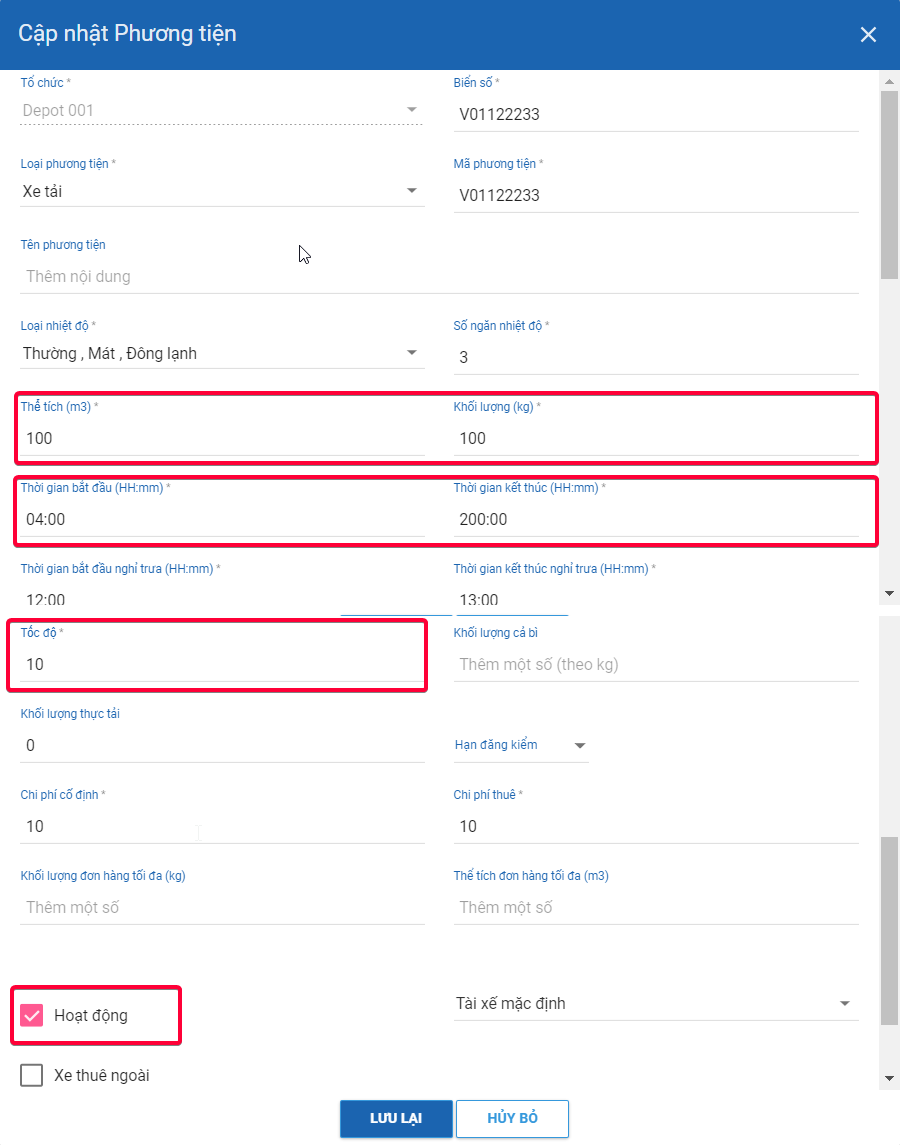 Cập nhật Phương tiện
Tổ chức *
Biển số *
Depot 001
V01122233
Loại phương tiện *
Mã phương tiện *
Xe tải
V01122233
Tên phương tiện
Thêm nội dung
Loại nhiệt độ *
Số ngăn nhiệt độ *
Thường , Mát , Đông lạnh
3
Thể tích (m3) *
Khối lượng (kg) *
100
100
Thời gian bắt đầu (HH:mm) *
Thời gian kết thúc (HH:mm) *
04:00
200:00
Thời gian bắt đầu nghỉ trưa (HH:mm) *
Thời gian kết thúc nghỉ trưa (HH:mm) *
12:00
13:00
Tốc độ *
Khối lượng cả bì
10
Thêm một số (theo kg)
Khối lượng thực tải
0
Hạn đăng kiểm
Chi phí cố định *
Chi phí thuê *
10
10
Khối lượng đơn hàng tối đa (kg)
Thể tích đơn hàng tối đa (m3)
Thêm một số
Thêm một số
Hoạt động
Tài xế mặc định
Xe thuê ngoài
LƯU LẠI
HỦY BỎ